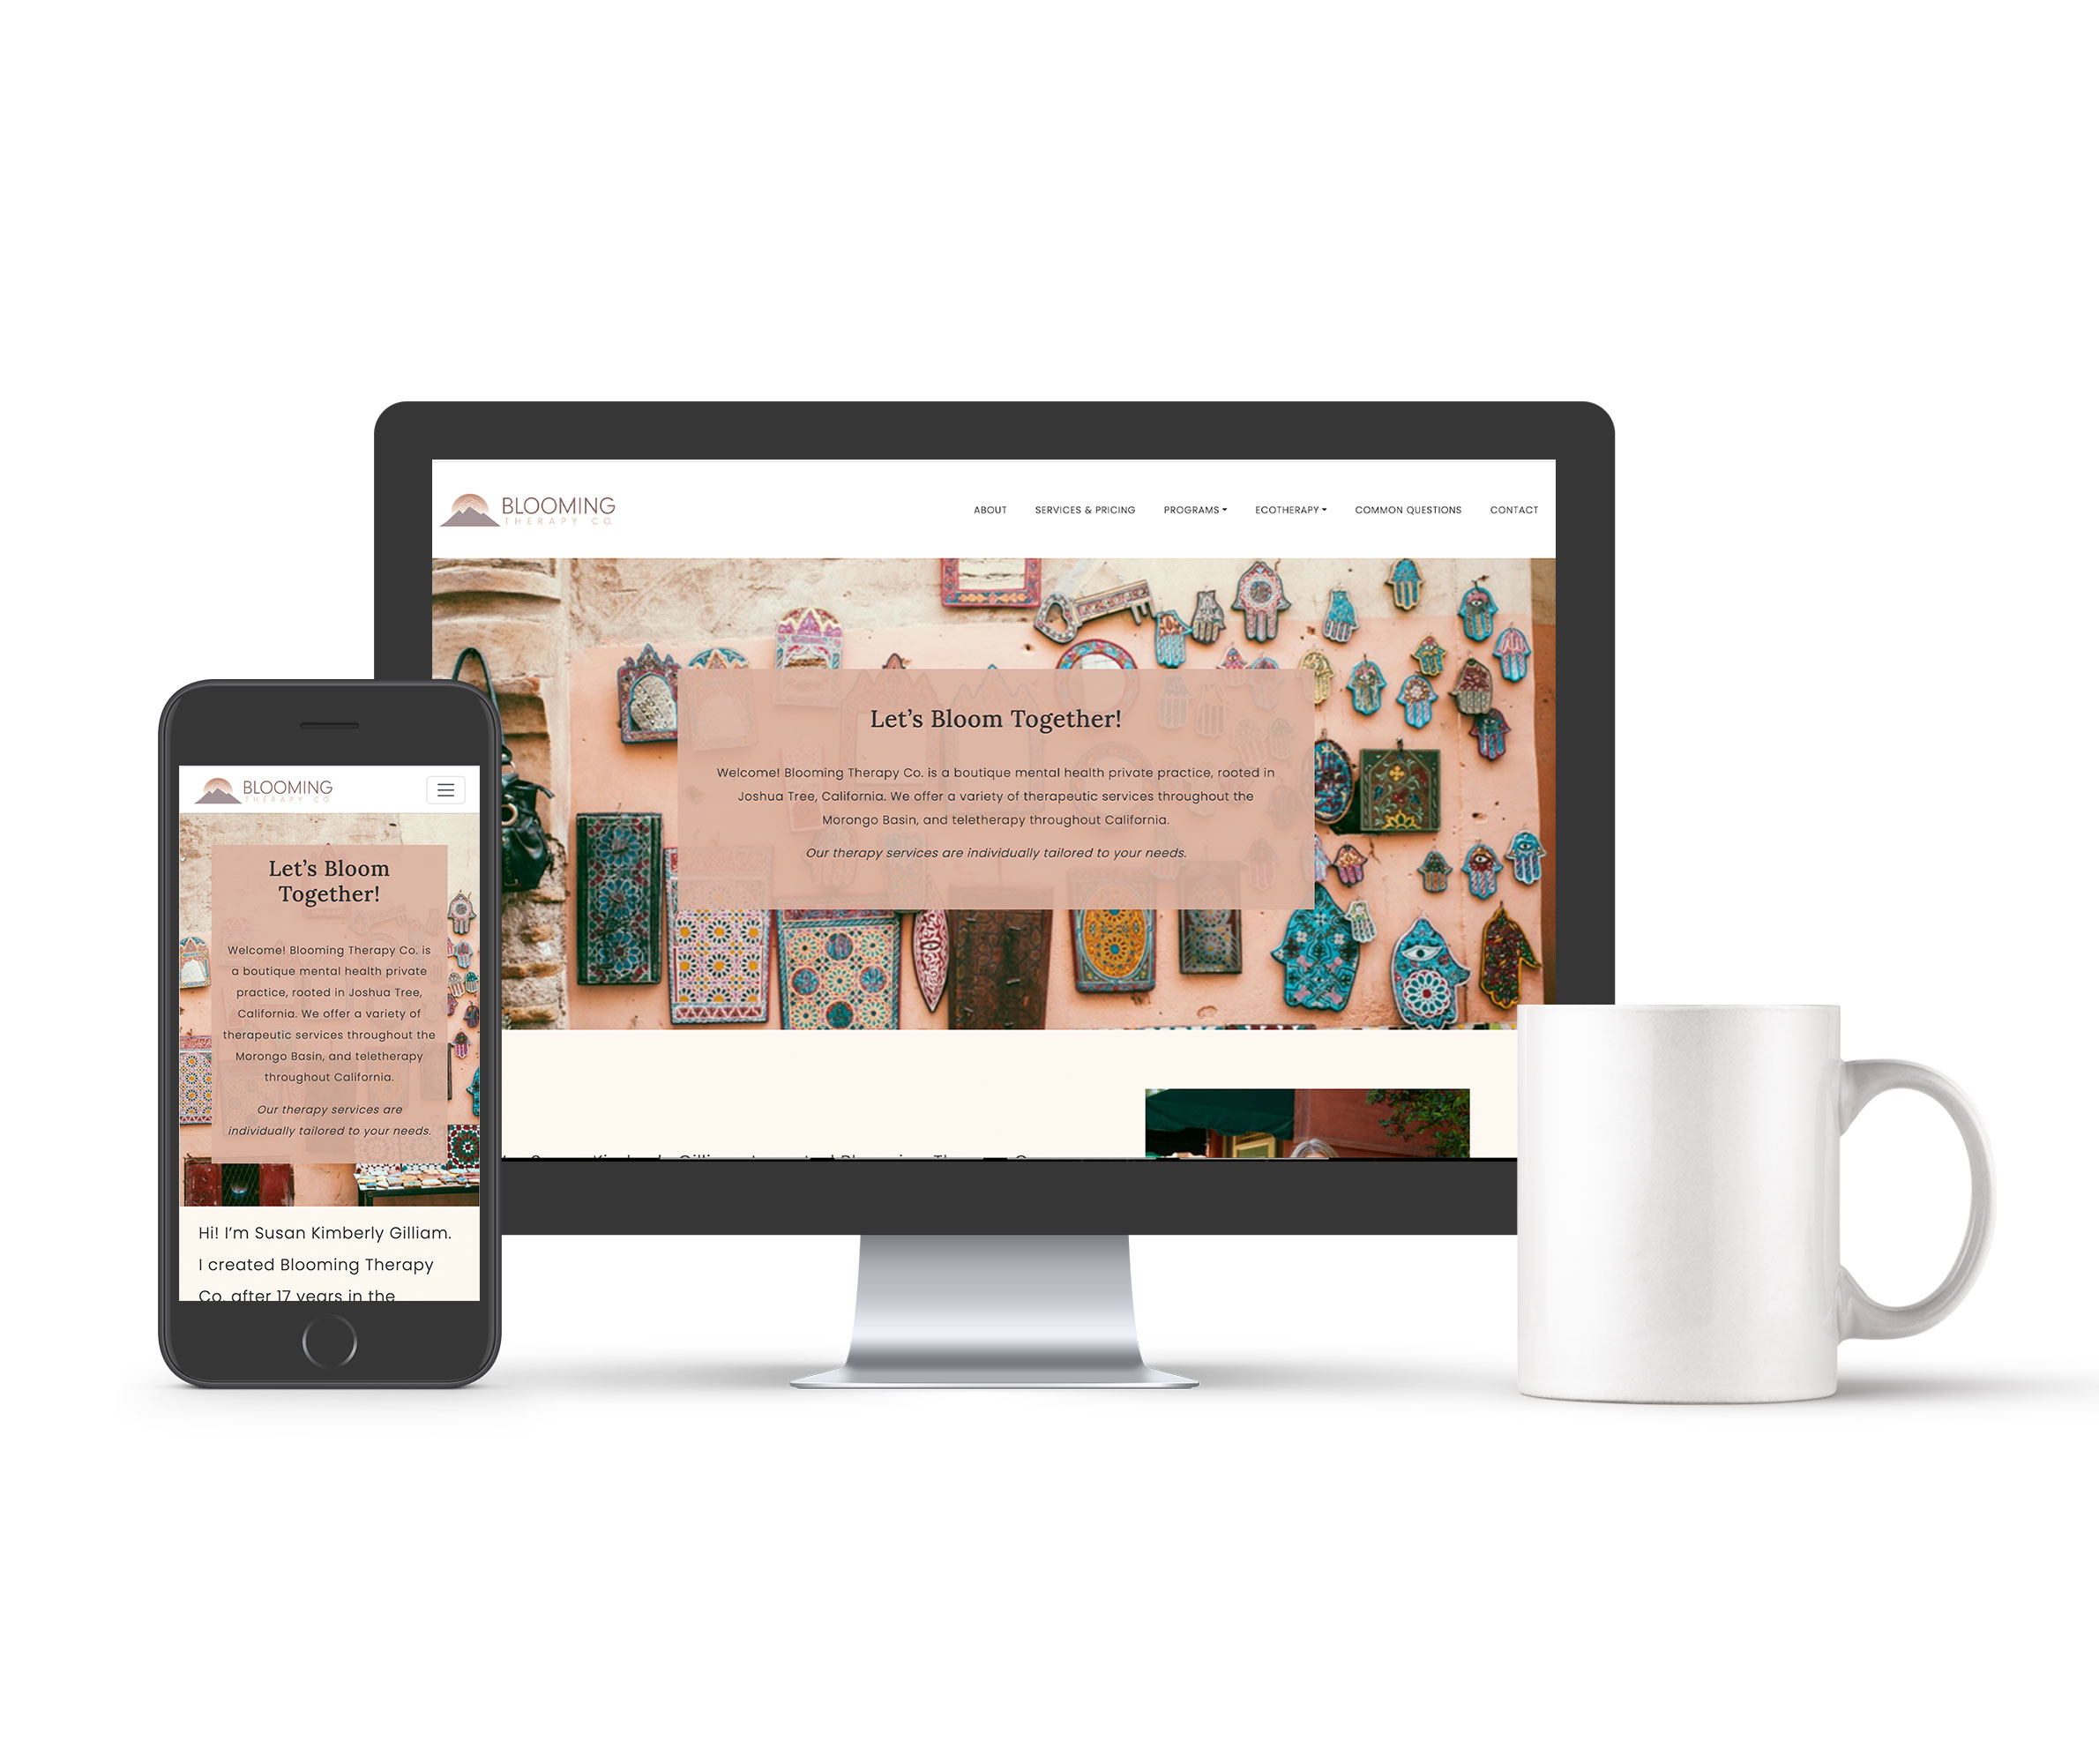 BLOOMING
THERAPY CO.
ABOUT
SERVICES & PRICING
PROGRAMS
ECOTHERAPY
COMMON QUESTIONS
CONTACT
Let’s Bloom Together!
Welcome! Blooming Therapy Co. is a boutique mental health private practice, rooted in
Joshua Tree, California. We offer a variety of therapeutic services throughout the
Morongo Basin, and teletherapy throughout California.
Our therapy services are individually tailored to your needs.
BLOOMING
THERAPY CO.
Let’s Bloom
Together!
Welcome! Blooming Therapy Co. is
a boutique mental health private
practice, rooted in Joshua Tree,
California. We offer a variety of
therapeutic services throughout the
Morongo Basin, and teletherapy
throughout California.
Our therapy services are
individually tailored to your needs.
Hi! I’m Susan Kimberly Gilliam.
I created Blooming Therapy
Co. after 17 years in the